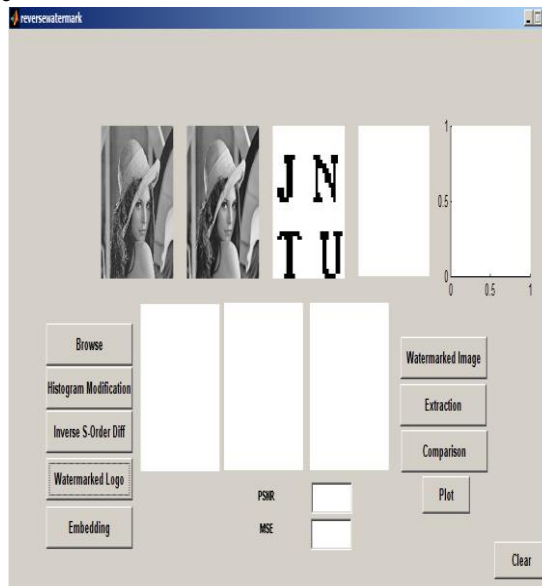 reversewatermark
J N
T U
1
0.5
0
0 0.5 1
Browse
Histogram Modification
Inverse S-Order Diff
Watermarked Logo
Embedding
Watermarked Image
Extraction
Comparison
Plot
PSNR
MSE
Clear